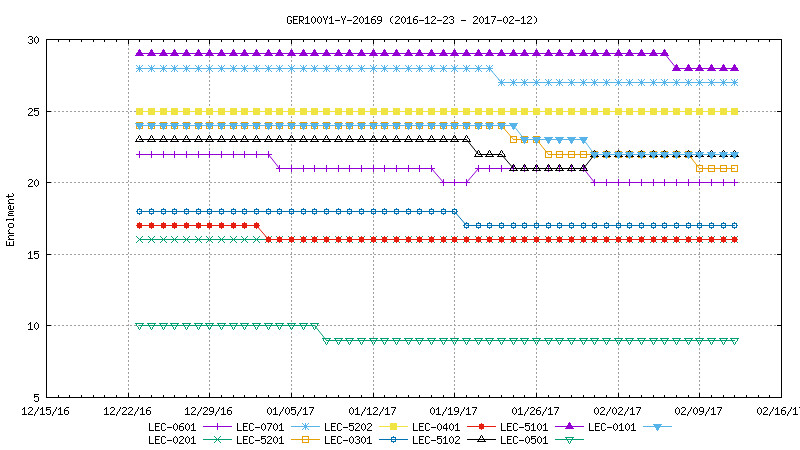 GER100Y1-Y-20169 (2016-12-23 - 2017-02-12)
30
25
20
15
10
5
Enrolment
12/15/16 12/22/16 12/29/16 01/05/17 01/12/17 01/19/17 01/26/17 02/02/17 02/09/17 02/16/17
LEC-0601 LEC-0701 LEC-5202 LEC-0401 LEC-5101 LEC-0101
LEC-0201 LEC-5201 LEC-0301 LEC-5102 LEC-0501